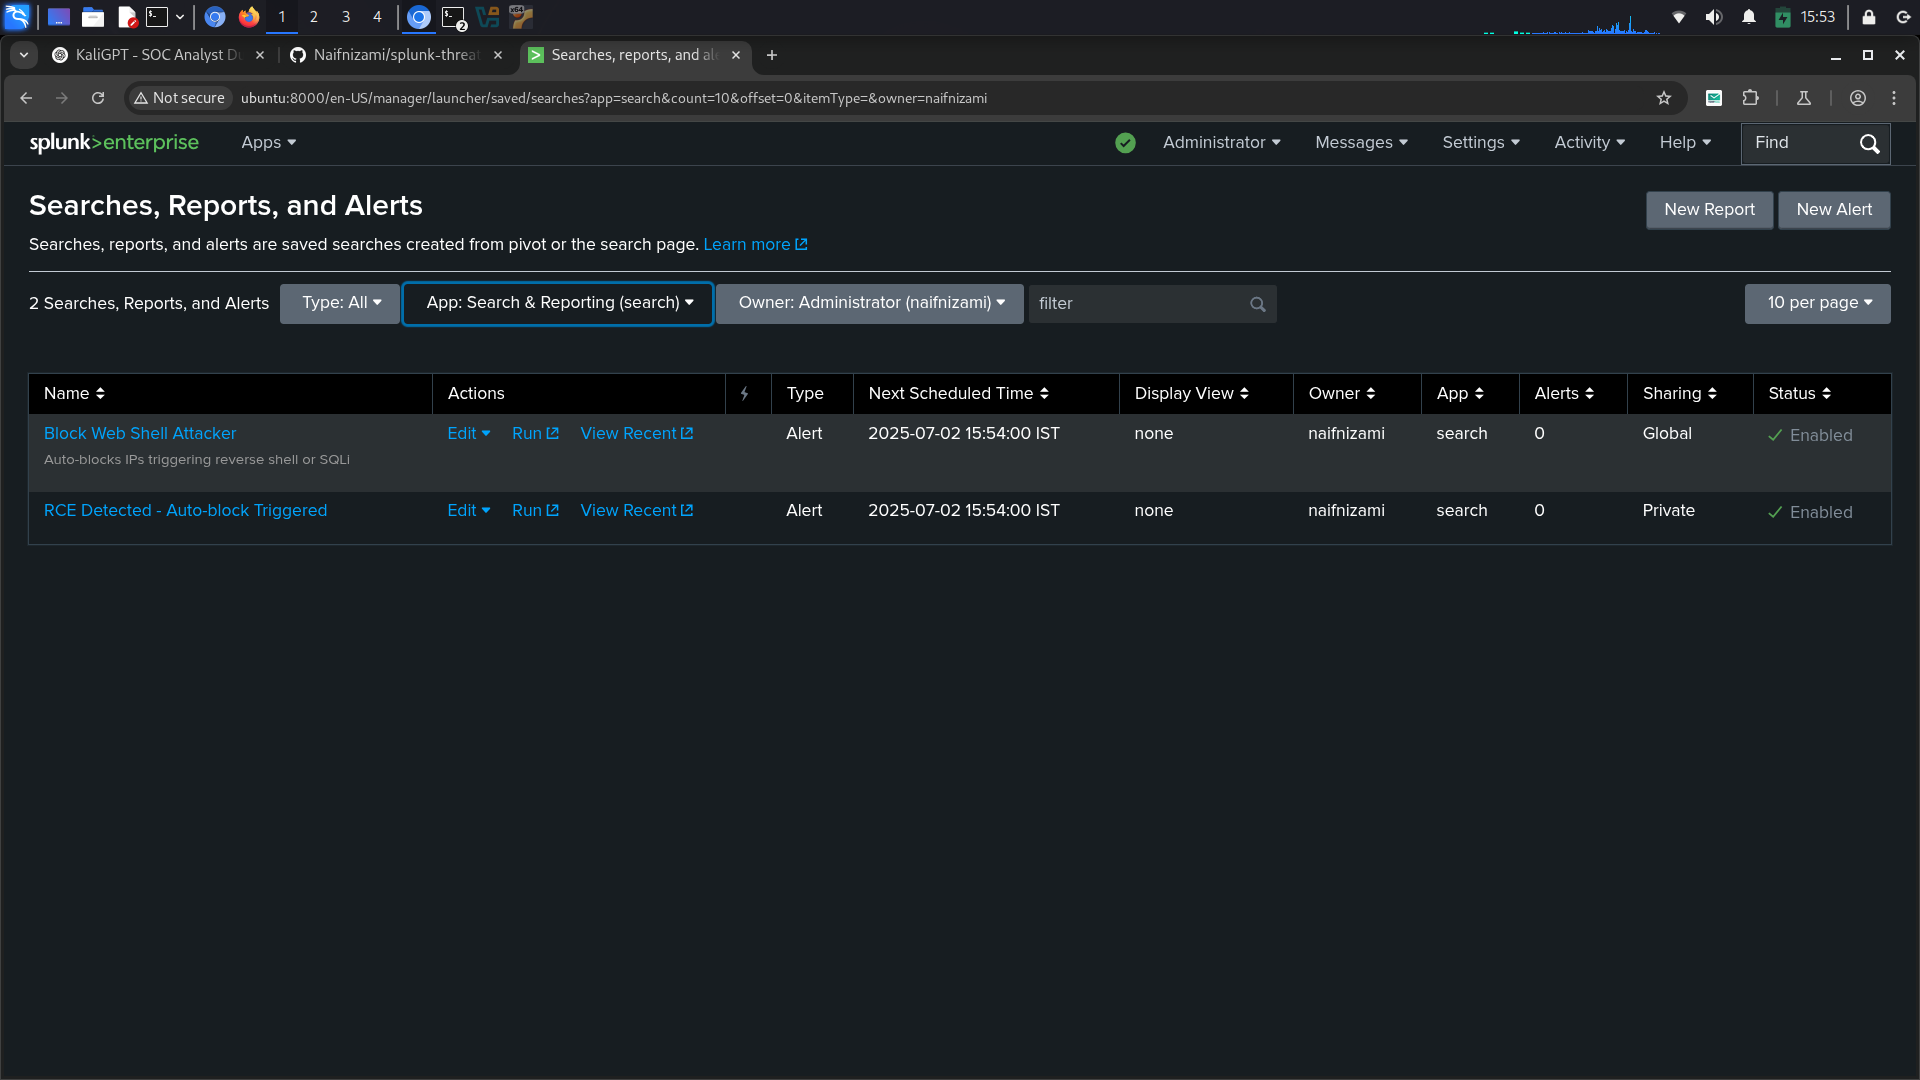 1 2 3 4 2 15:53
KaliGPT - SOC Analyst D
Naifnizami/splunk-threat
Searches, reports, and ale
Not secure
ubuntu:8000/en-US/manager/launcher/saved/searches?app=search&count=10&offset=0&itemType=&owner=naifnizami
splunk>enterprise Apps Administrator Messages Settings Activity Help Find
Searches, Reports, and Alerts
New Report New Alert
Searches, reports, and alerts are saved searches created from pivot or the search page. Learn more
2 Searches, Reports, and Alerts Type: All App: Search & Reporting (search) Owner: Administrator (naifnizami) filter 10 per page
Name Actions Type Next Scheduled Time Display View Owner App Alerts Sharing Status
Block Web Shell Attacker Edit Run View Recent Alert 2025-07-02 15:54:00 IST none naifnizami search 0 Global Enabled
Auto-blocks IPs triggering reverse shell or SQLi
RCE Detected - Auto-block Triggered Edit Run View Recent Alert 2025-07-02 15:54:00 IST none naifnizami search 0 Private Enabled